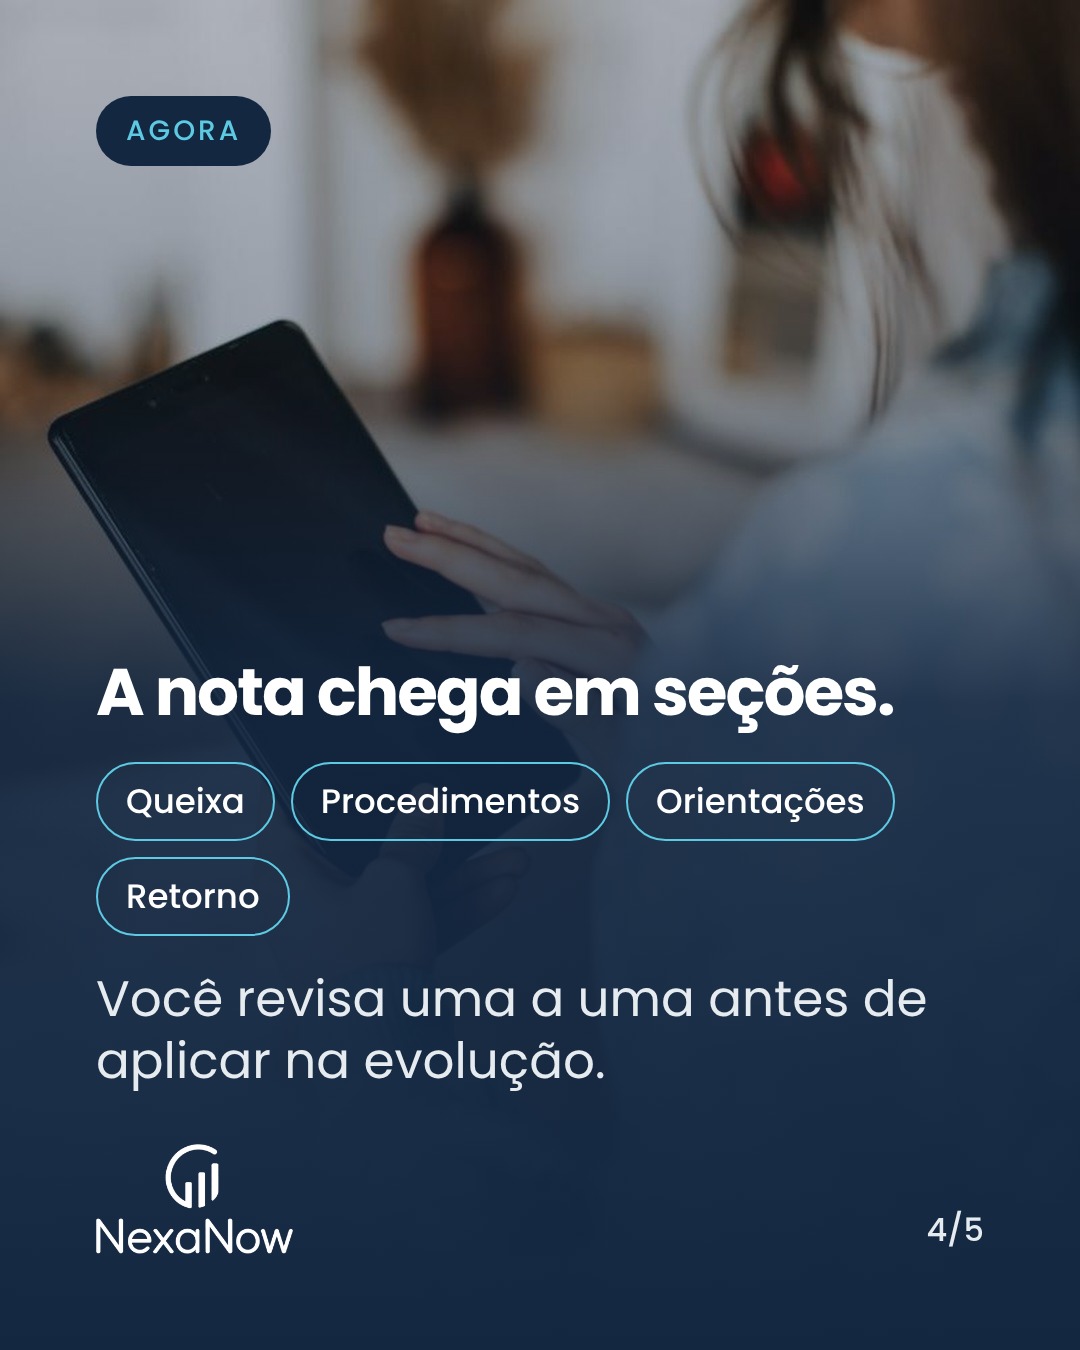 AGORA
A nota chega em seções.
Queixa Procedimentos Orientações
Retorno
Você revisa uma a uma antes de
aplicar na evolução.
NexaNow
4/5